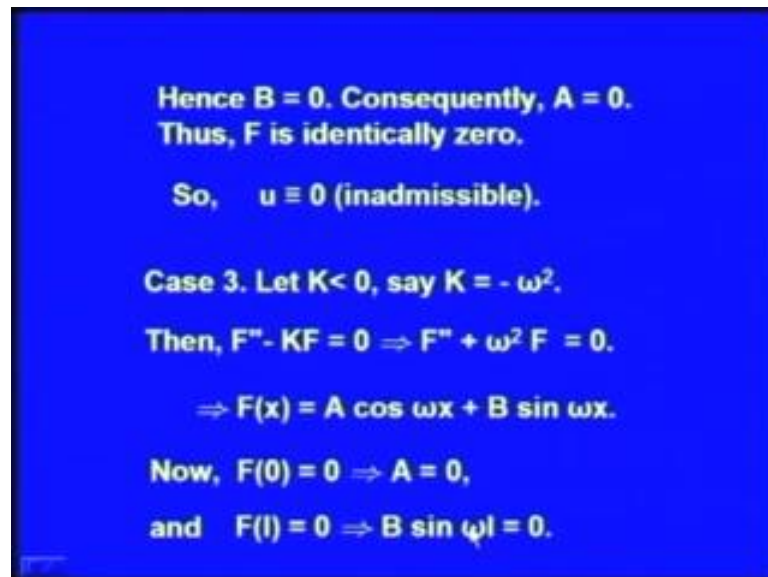 Hence B = 0. Consequently, A = 0.
Thus, F is identically zero.
So, u ≡ 0 (inadmissible).
Case 3. Let K< 0, say K = - ω².
Then, F"- KF = 0 ⇒ F" + ω² F = 0.
⇒ F(x) = A cos ωx + B sin ωx.
Now, F(0) = 0 ⇒ A = 0,
and F(l) = 0 ⇒ B sin ωl = 0.